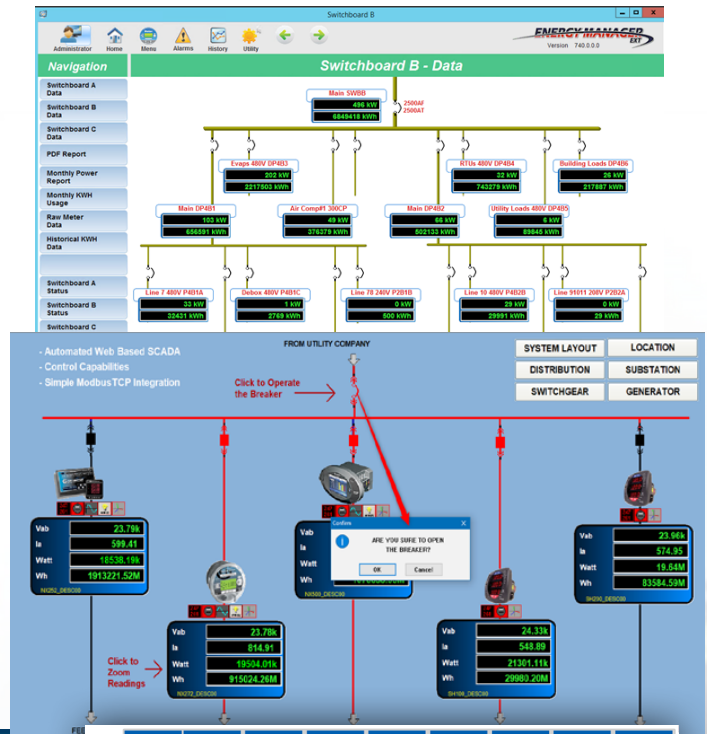 Switchboard B
Administrator
Home
Menu
Alarms
History
Utility
ENERGY MANAGER
EXT
Version 740.0.0.0
Navigation
Switchboard B - Data
Switchboard A
Data
Switchboard B
Data
Switchboard C
Data
PDF Report
Monthly Power
Report
Monthly KWH
Usage
Raw Meter
Data
Historical KWH
Data
Switchboard A
Status
Switchboard B
Status
Switchboard C
Main SWBB
496 kW
6849418 kWh
2500AF
2500AT
Evaps 480V DP4B3
202 kW
2217503 kWh
RTUs 480V DP4B4
32 kW
743279 kWh
Building Loads DP4B6
26 kW
217887 kWh
Main DP4B1
103 kW
656591 kWh
Air Comp#1 300CP
49 kW
376379 kWh
Main DP4B2
66 kW
502133 kWh
Utility Loads 480V DP4B5
6 kW
89845 kWh
Line 7 480V P4B1A
33 kW
32431 kWh
Debox 480V P4B1C
1 kW
2769 kWh
Line 78 240V P2B1B
0 kW
500 kWh
Line 10 480V P4B2B
29 kW
29991 kWh
Line 91011 208V P2B2A
0 kW
29 kWh
- Automated Web Based SCADA
- Control Capabilities
- Simple ModbusTCP Integration
FROM UTILITY COMPANY
Click to Operate
the Breaker
SYSTEM LAYOUT
LOCATION
DISTRIBUTION
SUBSTATION
SWITCHGEAR
GENERATOR
Vab 23.79k
Ia 599.41
Watt 18538.19k
Wh 1913221.52M
Vab
Ia
Watt
Wh
Confirm
X
ARE YOU SURE TO OPEN
THE BREAKER?
OK
Cancel
Vab 23.96k
Ia 574.95
Watt 19.64M
Wh 83584.59M
Vab 23.78k
Ia 814.91
Watt 19504.01k
Wh 915024.26M
Vab 24.33k
Ia 548.89
Watt 21301.11k
Wh 29980.20M
Click to
Zoom
Readings